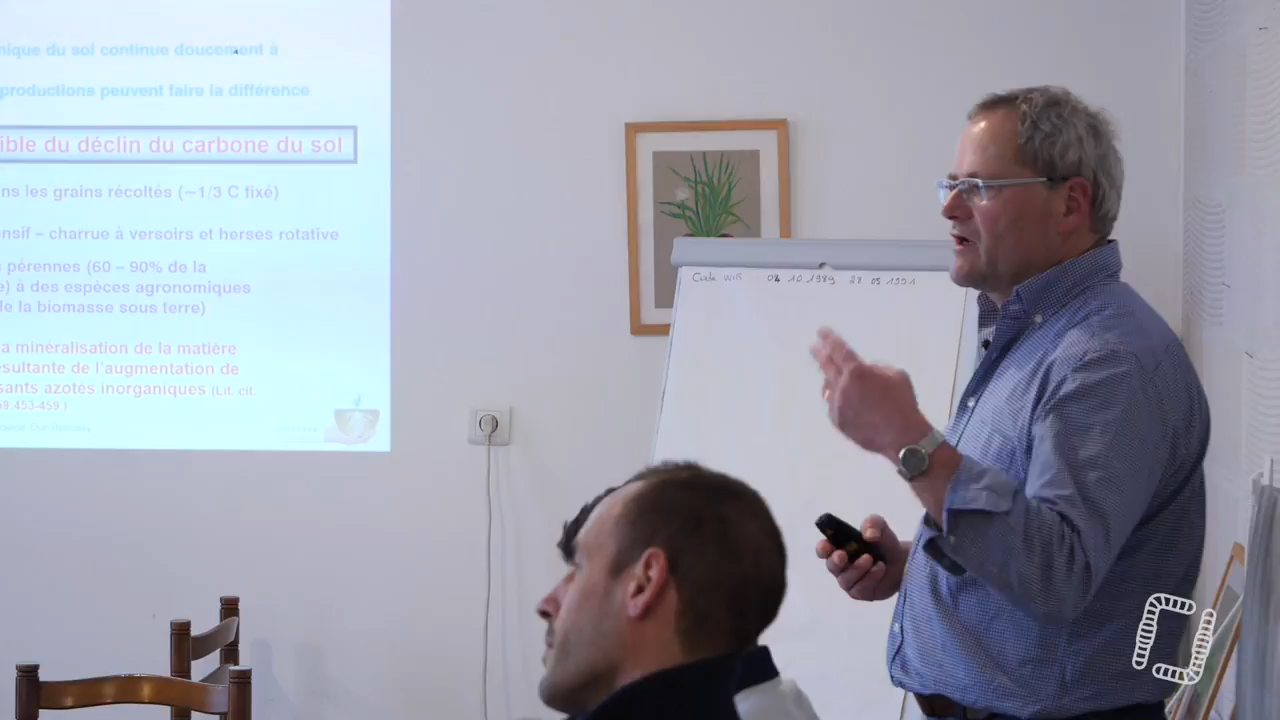 nique du sol continue doucement à
productions peuvent faire la différence
ible du déclin du carbone du sol
ns les grains récoltés (~1/3 C fixé)
nsif – charrue à versoirs et herses rotative
pérennes (60 – 90% de la
e) à des espèces agronomiques
de la biomasse sous terre)
a minéralisation de la matière
ésultante de l'augmentation de
sants azotés inorganiques (Lit. cit.
59:453-459 )
Code Wifi 04 10 1989 28 05 1991